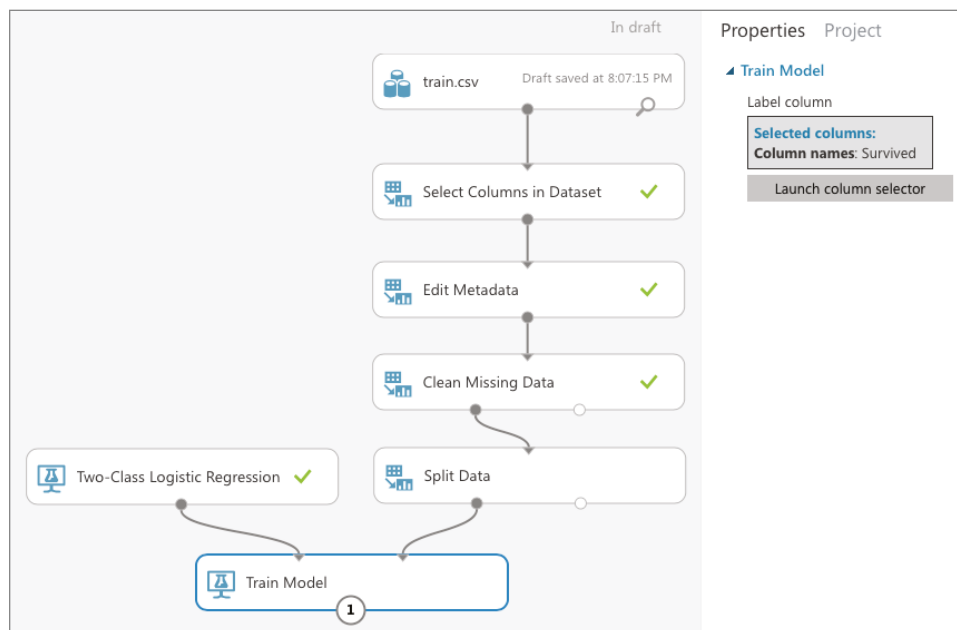 In draft
train.csv
Draft saved at 8:07:15 PM
Select Columns in Dataset
Edit Metadata
Clean Missing Data
Two-Class Logistic Regression
Split Data
Train Model
1
Properties Project
Train Model
Label column
Selected columns:
Column names: Survived
Launch column selector